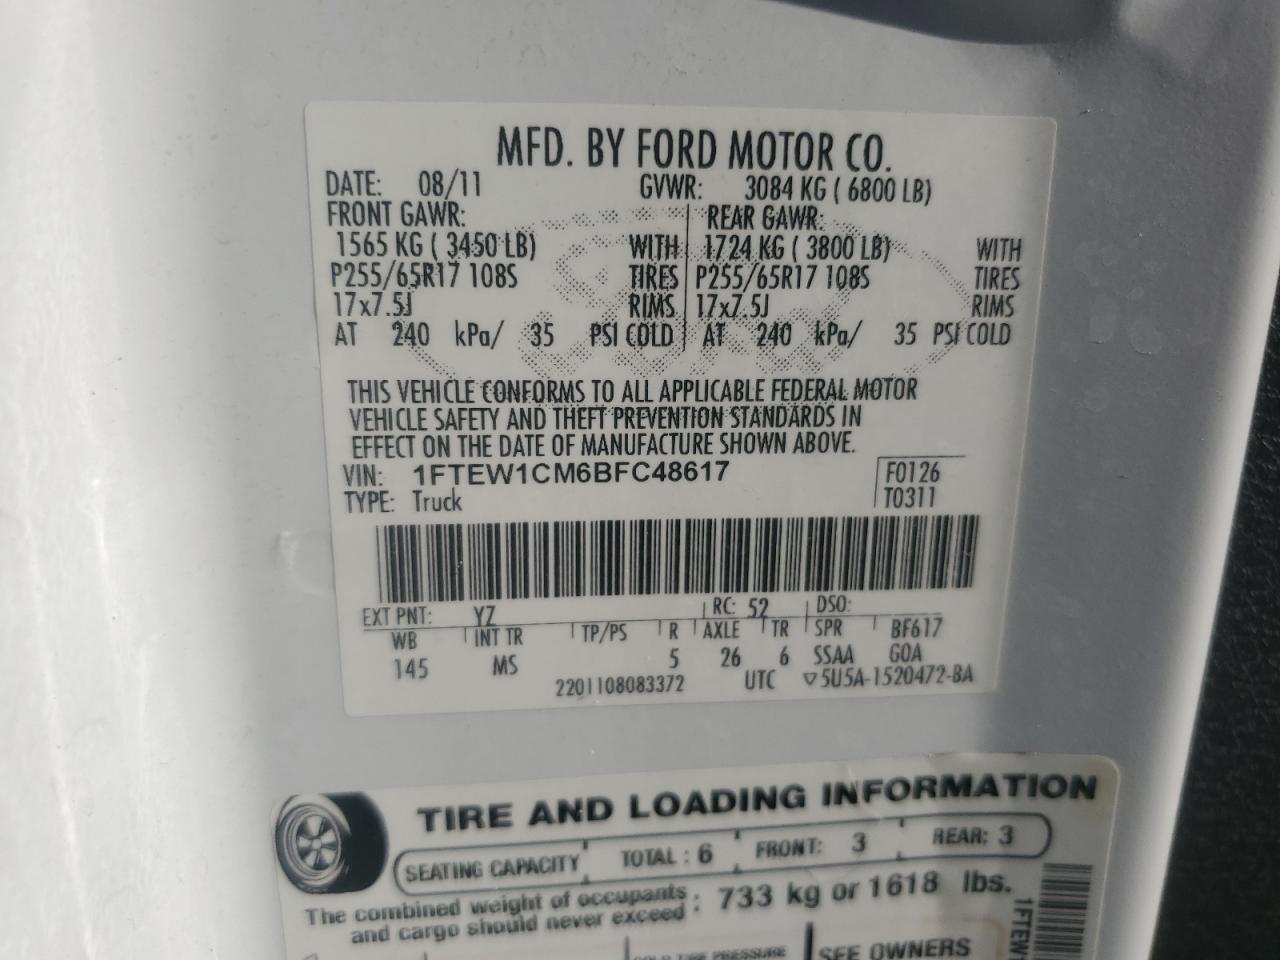 MFD. BY FORD MOTOR CO.
DATE: 08/11 GVWR: 3084 KG ( 6800 LB)
FRONT GAWR: REAR GAWR:
1565 KG ( 3450 LB) WITH 1724 KG ( 3800 LB) WITH
P255/65R17 108S TIRES P255/65R17 108S TIRES
17x7.5J RIMS 17x7.5J RIMS
AT 240 kPa/ 35 PSI COLD AT 240 kPa/ 35 PSI COLD
THIS VEHICLE CONFORMS TO ALL APPLICABLE FEDERAL MOTOR
VEHICLE SAFETY AND THEFT PREVENTION STANDARDS IN
EFFECT ON THE DATE OF MANUFACTURE SHOWN ABOVE.
VIN: 1FTEW1CM6BFC48617 F0126
TYPE: Truck T0311
EXT PNT: YZ RC: 52 DSO:
WB INT TR TP/PS R AXLE TR SPR BF617
145 MS 5 26 6 SSAA G0A
2201108083372 UTC ▽5U5A-1520472-BA
TIRE AND LOADING INFORMATION
SEATING CAPACITY TOTAL : 6 FRONT: 3 REAR: 3
The combined weight of occupants and cargo should never exceed : 733 kg or 1618 lbs.
SEE OWNERS
1FTEW